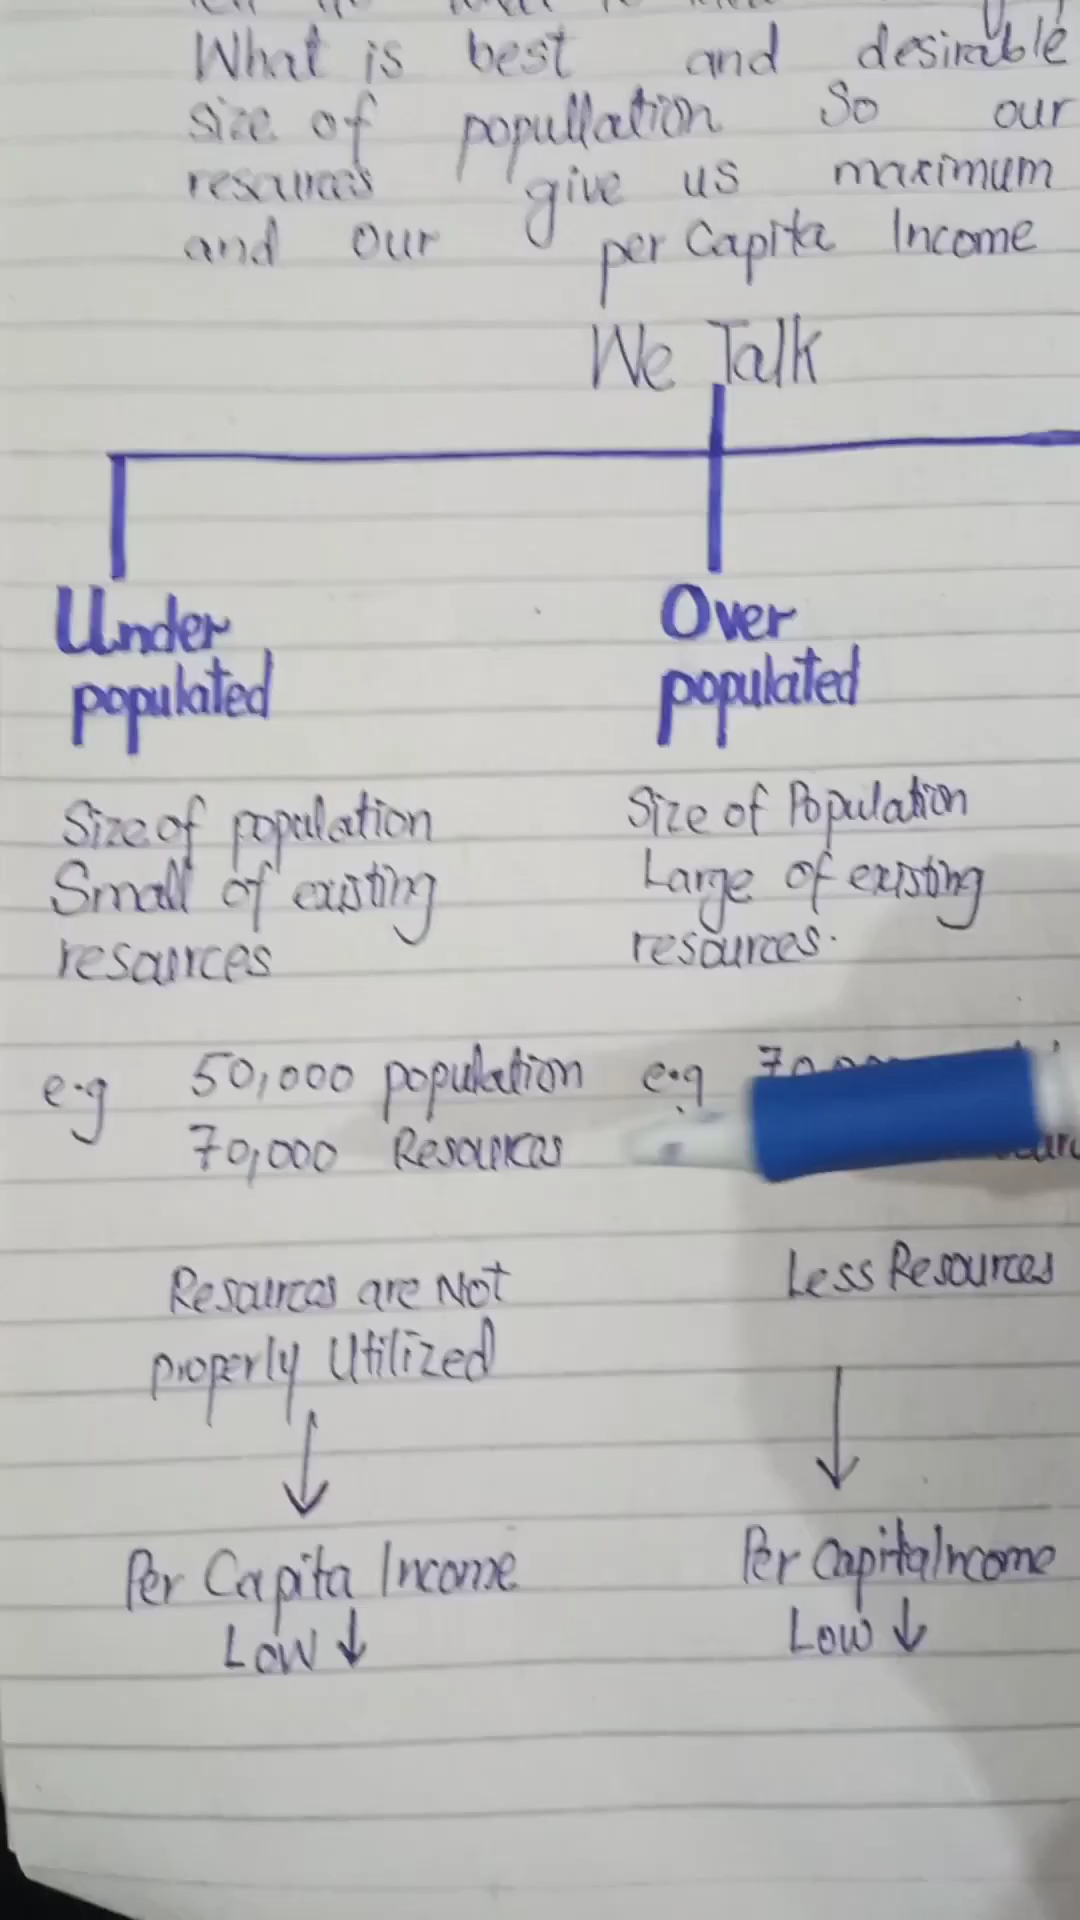 What is best and desirable
size of popullation So our
resources give us maximum
and our per Capita Income
We Talk
Under
populated
Over
populated
Size of population
Small of existing
resources
Size of Population
Large of existing
resources.
e.g 50,000 population
70,000 Resources
e.g
Resources are Not
properly Utilized
Less Resources
Per Capita Income
Low ↓
Per Capita Income
Low ↓